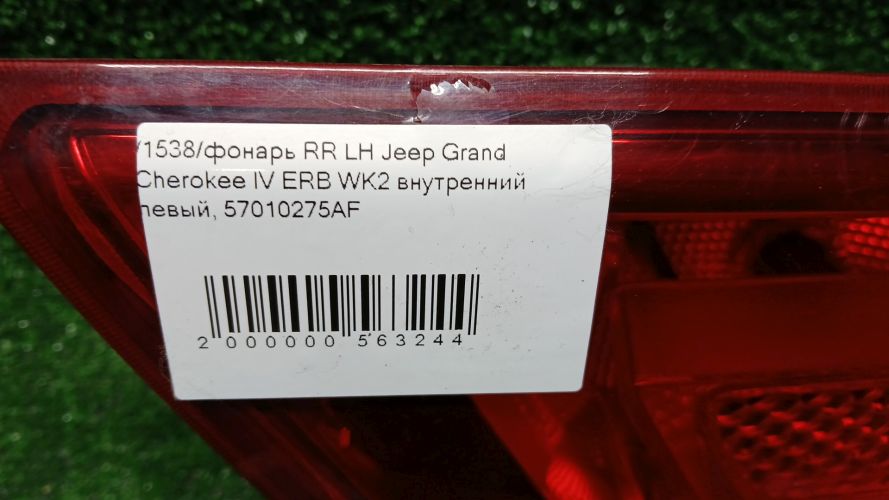 /1538/фонарь RR LH Jeep Grand
Cherokee IV ERB WK2 внутренний
левый, 57010275AF
2 000000 563244